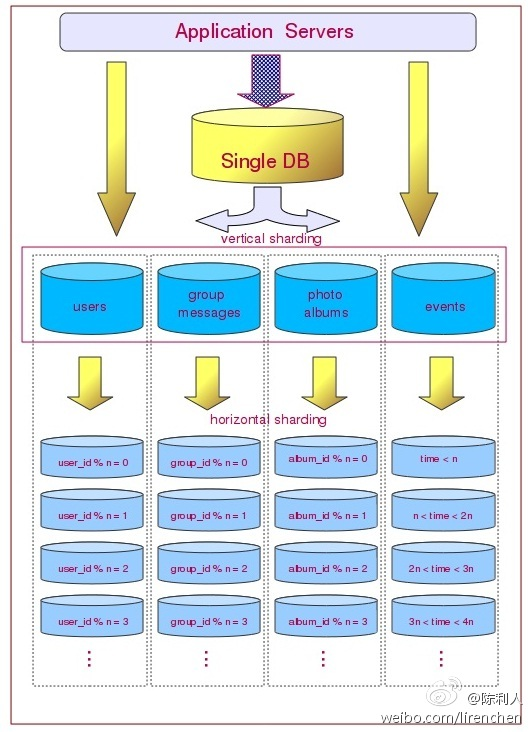 Application Servers
Single DB
vertical sharding
users
group
messages
photo
albums
events
horizontal sharding
user_id % n = 0
group_id % n = 0
album_id % n = 0
time < n
user_id % n = 1
group_id % n = 1
album_id % n = 1
n < time < 2n
user_id % n = 2
group_id % n = 2
album_id % n = 2
2n < time < 3n
user_id % n = 3
group_id % n = 3
album_id % n = 3
3n < time < 4n
@陈利人
weibo.com/lirenchen